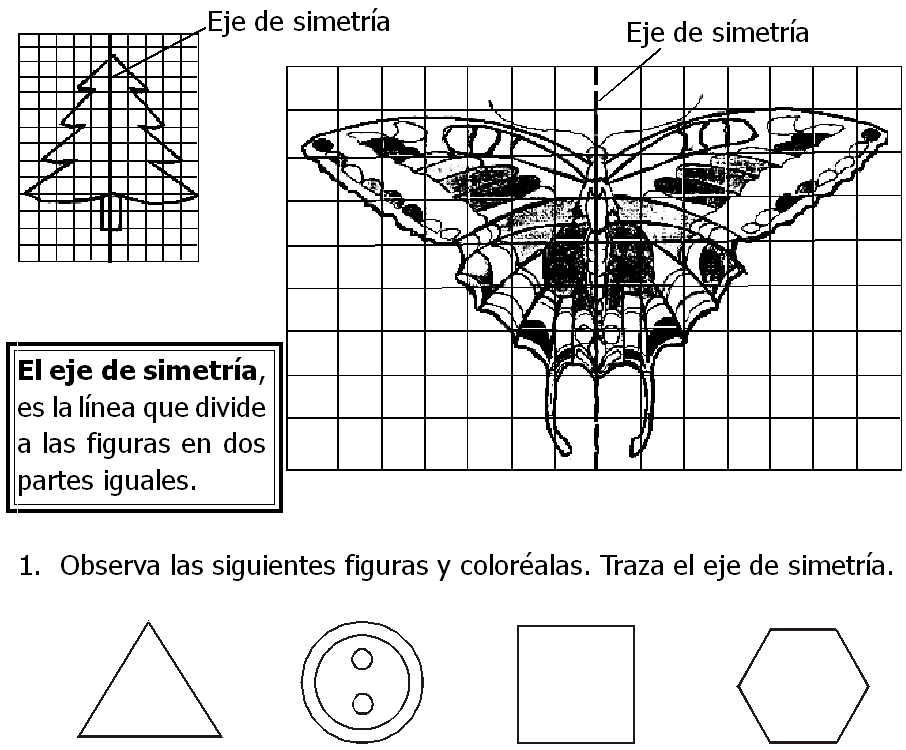 Eje de simetría
Eje de simetría
El eje de simetría,
es la línea que divide
a las figuras en dos
partes iguales.
1. Observa las siguientes figuras y coloréalas. Traza el eje de simetría.